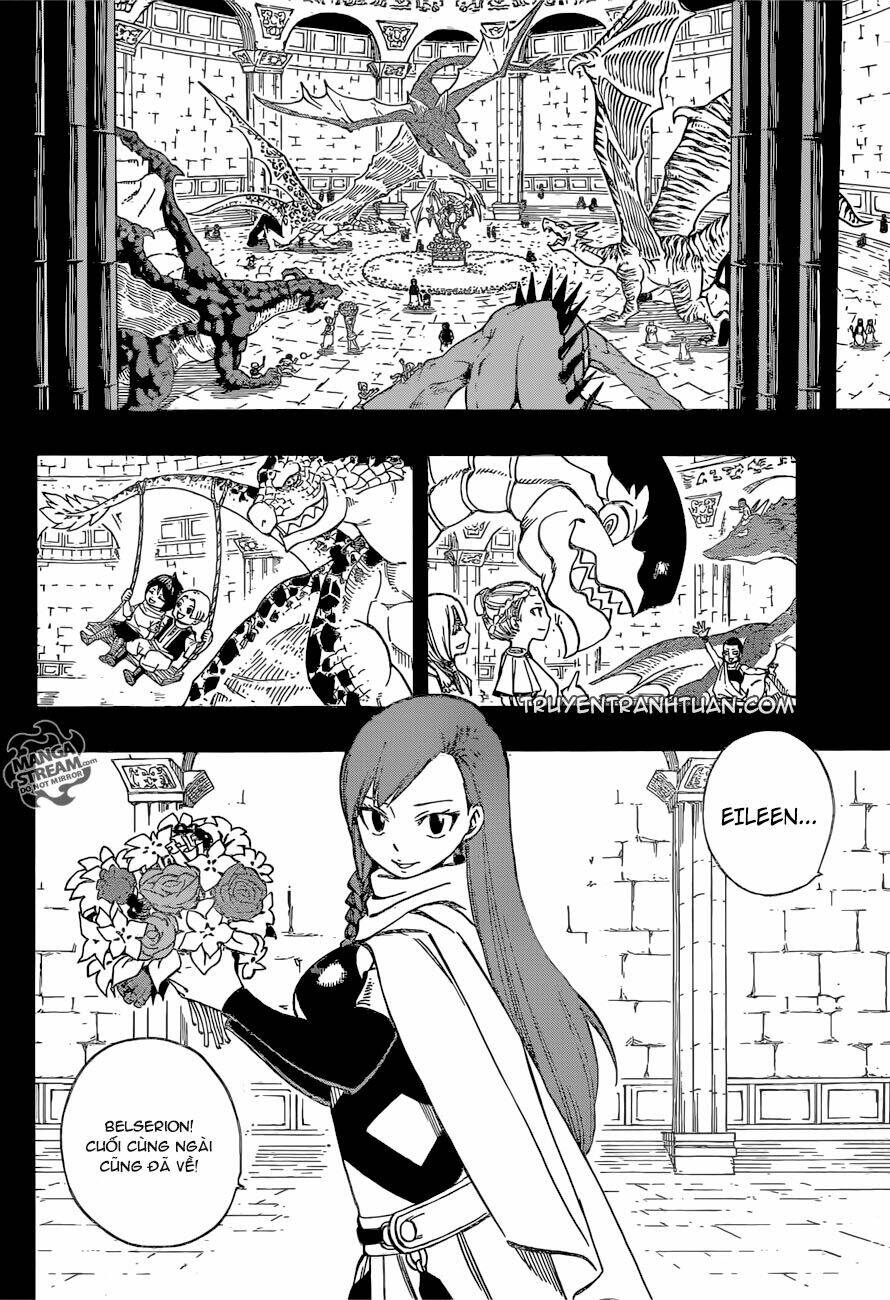 TRUYENTRANHTUAN.COM
MANGA
STREAM.com
DO NOT MIRROR
EILEEN...
BELSERION!
CUỐI CÙNG NGÀI
CŨNG ĐÃ VỀ!